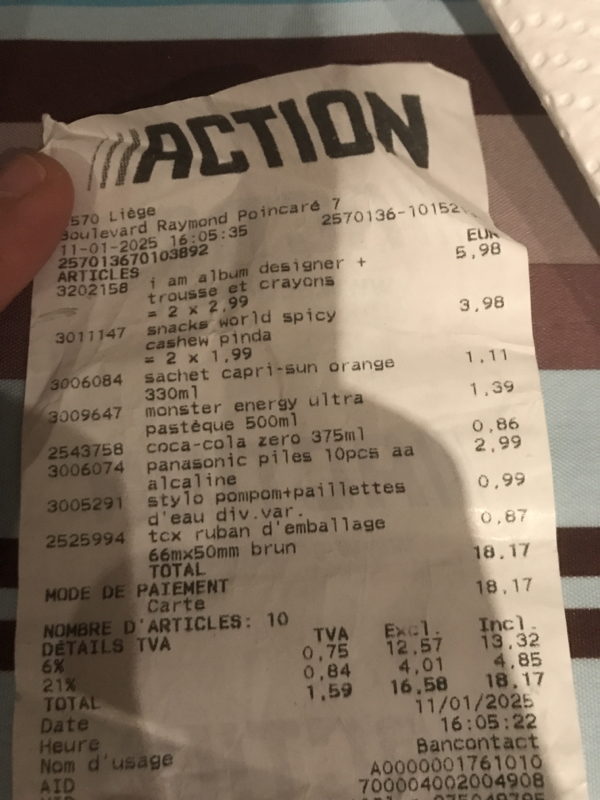 ACTION
570 Liège
Boulevard Raymond Poincaré 7
11-01-2025 16:05:35 2570136-10152
257013670103892
ARTICLES EUR
3202158 i am album designer + 5,98
trousse et crayons
= 2 x 2,99
3011147 snacks world spicy 3,98
cashew pinda
= 2 x 1,99
3006084 sachet capri-sun orange 1,11
330ml
3009647 monster energy ultra 1,39
pastèque 500ml
2543758 coca-cola zero 375ml 0,86
3006074 panasonic piles 10pcs aa 2,99
alcaline
3005291 stylo pompom+paillettes 0,99
d'eau div.var.
2525994 tcx ruban d'emballage 0,87
66mx50mm brun
TOTAL 18,17
MODE DE PAIEMENT
Carte 18,17
NOMBRE D'ARTICLES: 10
DÉTAILS TVA TVA Excl. Incl.
6% 0,75 12,57 13,32
21% 0,84 4,01 4,85
TOTAL 1,59 16,58 18,17
Date 11/01/2025
Heure 16:05:22
Nom d'usage Bancontact
AID A0000001761010
700004002004908